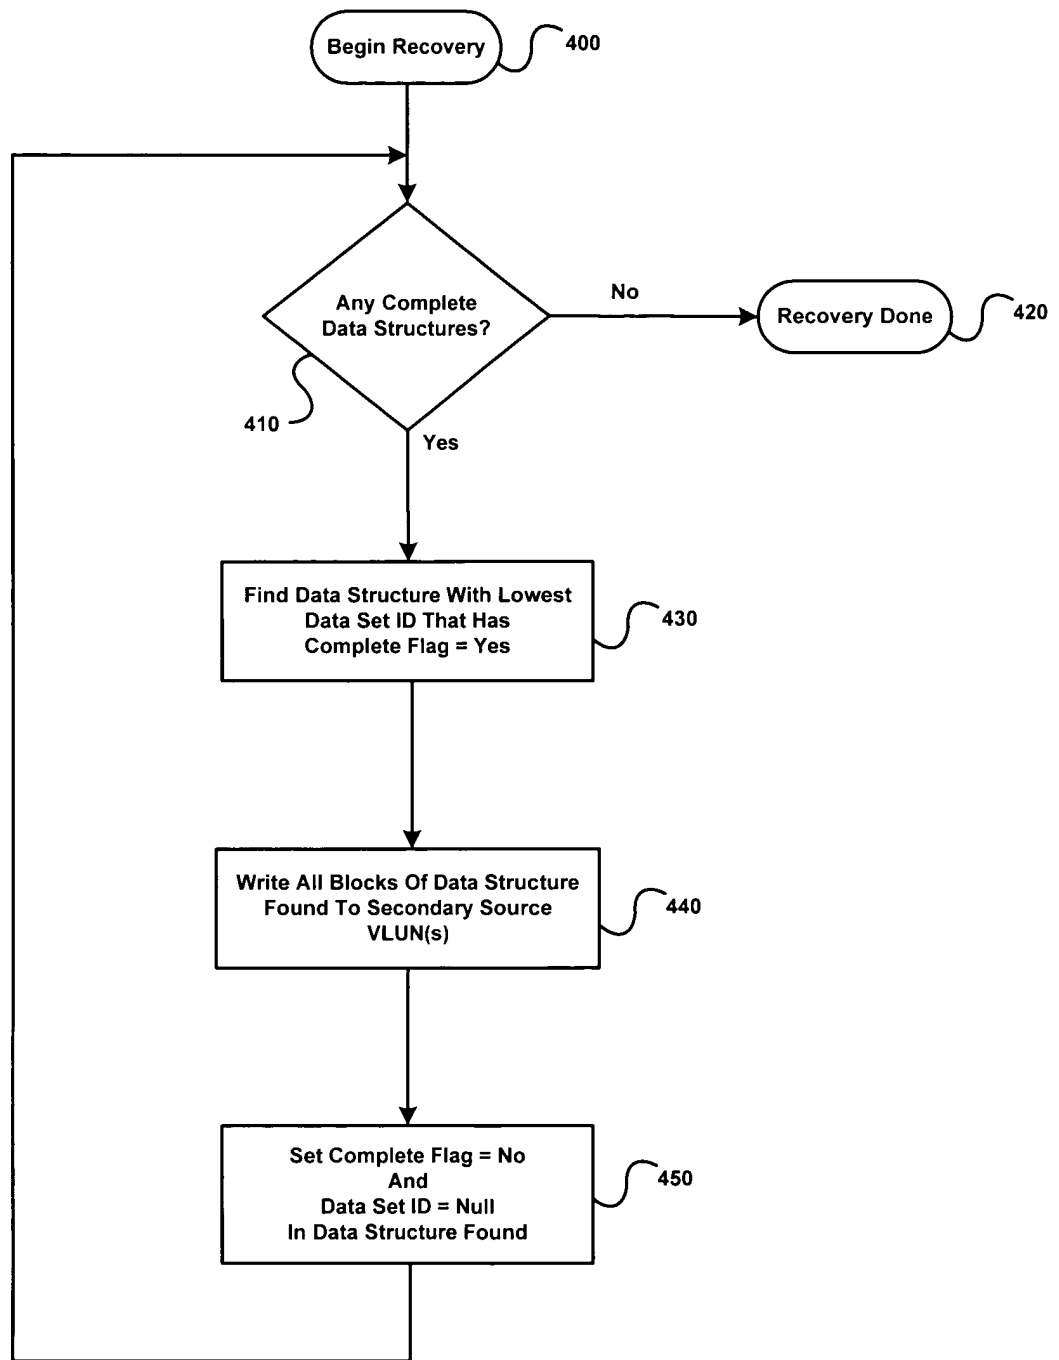 Begin Recovery
400
Any Complete
Data Structures?
No
Recovery Done
420
410
Yes
Find Data Structure With Lowest
Data Set ID That Has
Complete Flag = Yes
430
Write All Blocks Of Data Structure
Found To Secondary Source
VLUN(s)
440
Set Complete Flag = No
And
Data Set ID = Null
In Data Structure Found
450